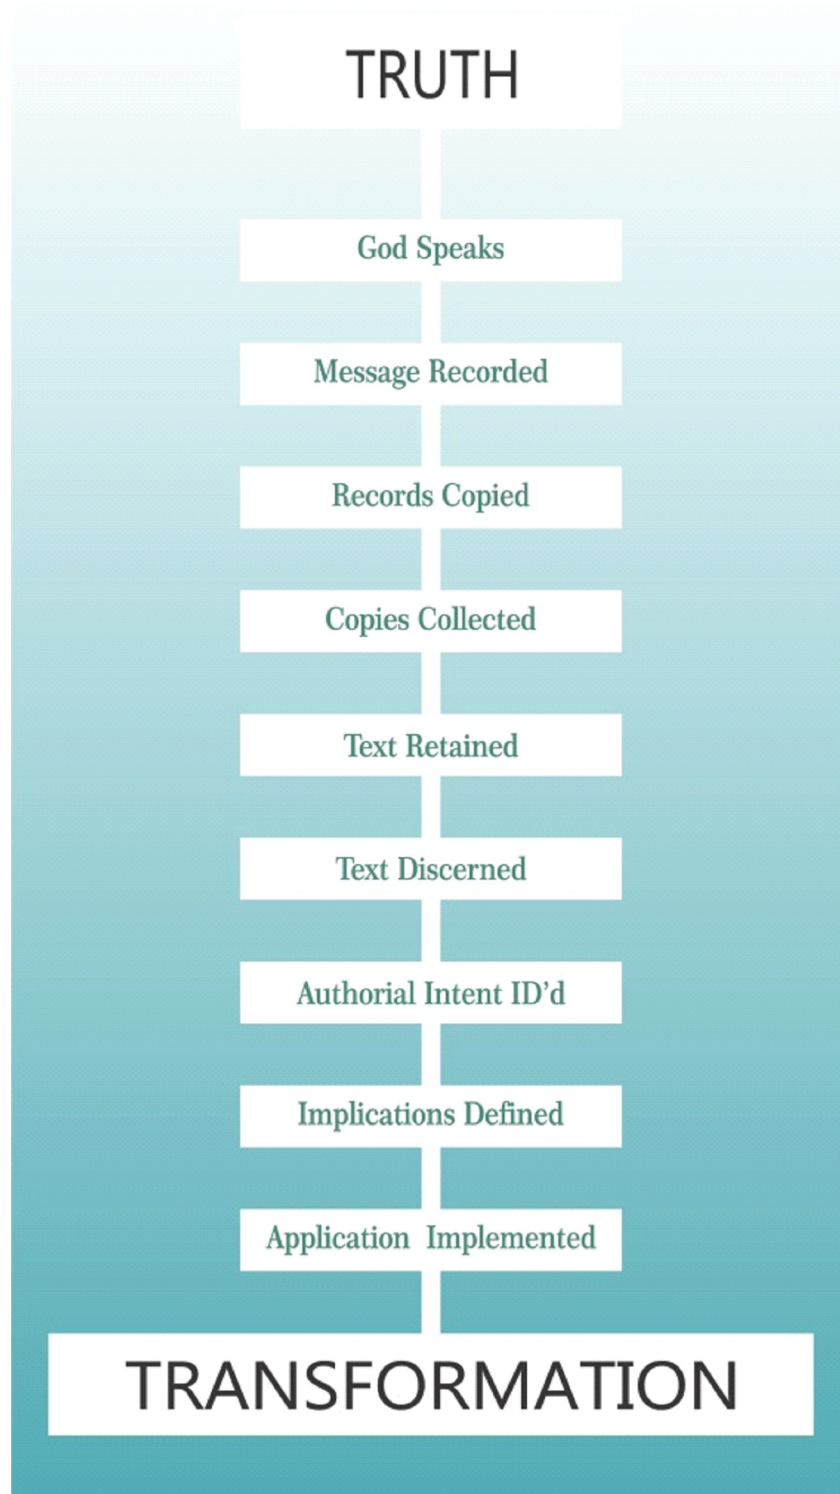 TRUTH
God Speaks
Message Recorded
Records Copied
Copies Collected
Text Retained
Text Discerned
Authorial Intent ID’d
Implications Defined
Application  Implemented
TRANSFORMATION